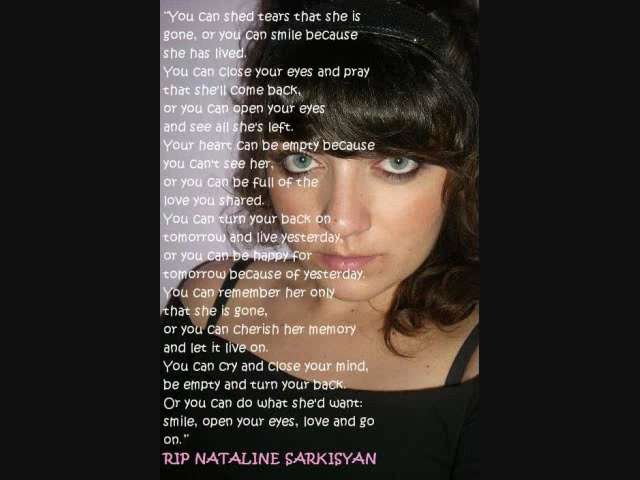 "You can shed tears that she is
gone, or you can smile because
she has lived.
You can close your eyes and pray
that she'll come back,
or you can open your eyes
and see all she's left.
Your heart can be empty because
you can't see her,
or you can be full of the
love you shared.
You can turn your back on
tomorrow and live yesterday,
or you can be happy for
tomorrow because of yesterday.
You can remember her only
that she is gone,
or you can cherish her memory
and let it live on.
You can cry and close your mind,
be empty and turn your back.
Or you can do what she'd want:
smile, open your eyes, love and go
on."
RIP NATALINE SARKISYAN